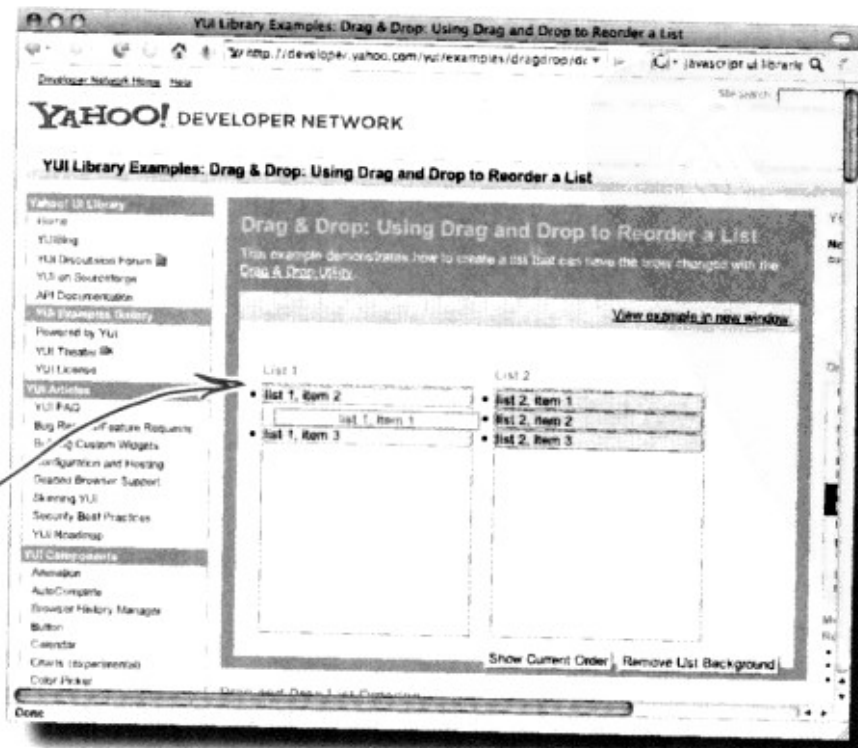 YUI Library Examples: Drag & Drop: Using Drag and Drop to Reorder a List
http://developer.yahoo.com/yui/examples/dragdrop/
javascript ui
Developer Network Home Help
Site Search
YAHOO! DEVELOPER NETWORK
YUI Library Examples: Drag & Drop: Using Drag and Drop to Reorder a List
Yahoo! UI Library
Home
YUIBlog
YUI Discussion Forum
YUI on Sourceforge
API Documentation
YUI Examples Gallery
Powered by YUI
YUI Theater
YUI License
YUI Articles
YUI FAQ
Bug Feature Requests
Custom Widgets
Configuration and Hosting
Graded Browser Support
Skinning YUI
Security Best Practices
YUI Roadmap
YUI Components
Animation
AutoComplete
Browser History Manager
Button
Calendar
Charts (experimental)
Color Picker
Drag & Drop: Using Drag and Drop to Reorder a List
This example demonstrates how to create a list that can have the order changed with the
Drag & Drop Utility.
View example in new window.
List 1
list 1, item 2
list 1, item 1
list 1, item 3
List 2
list 2, item 1
list 2, item 2
list 2, item 3
Show Current Order
Remove List Background
Done